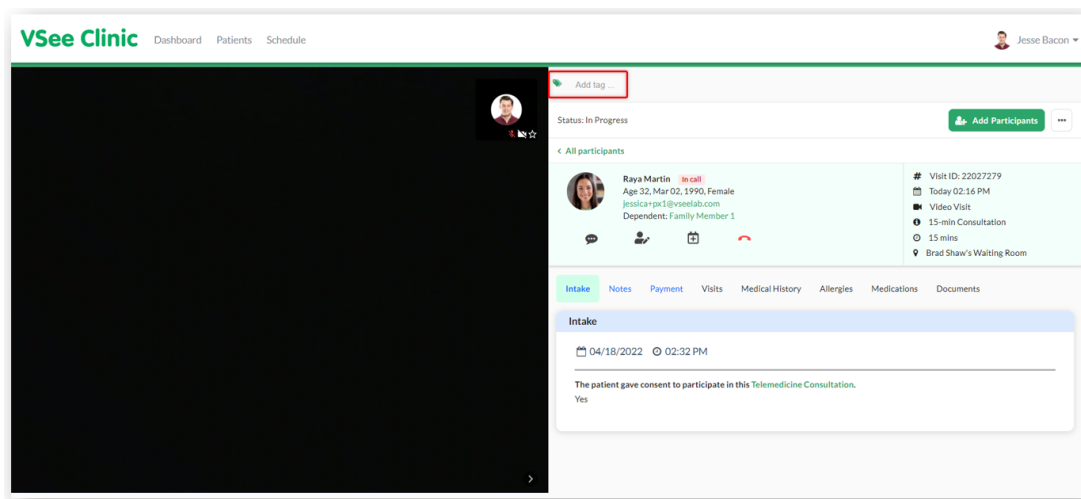 VSee Clinic Dashboard Patients Schedule Jesse Bacon
Add tag ...
Status: In Progress Add Participants
All participants
Raya Martin In call
Age 32, Mar 02, 1990, Female
jessica+px1@vseelab.com
Dependent: Family Member 1
# Visit ID: 22027279
Today 02:16 PM
Video Visit
15-min Consultation
15 mins
Brad Shaw's Waiting Room
Intake Notes Payment Visits Medical History Allergies Medications Documents
Intake
04/18/2022 02:32 PM
The patient gave consent to participate in this Telemedicine Consultation.
Yes